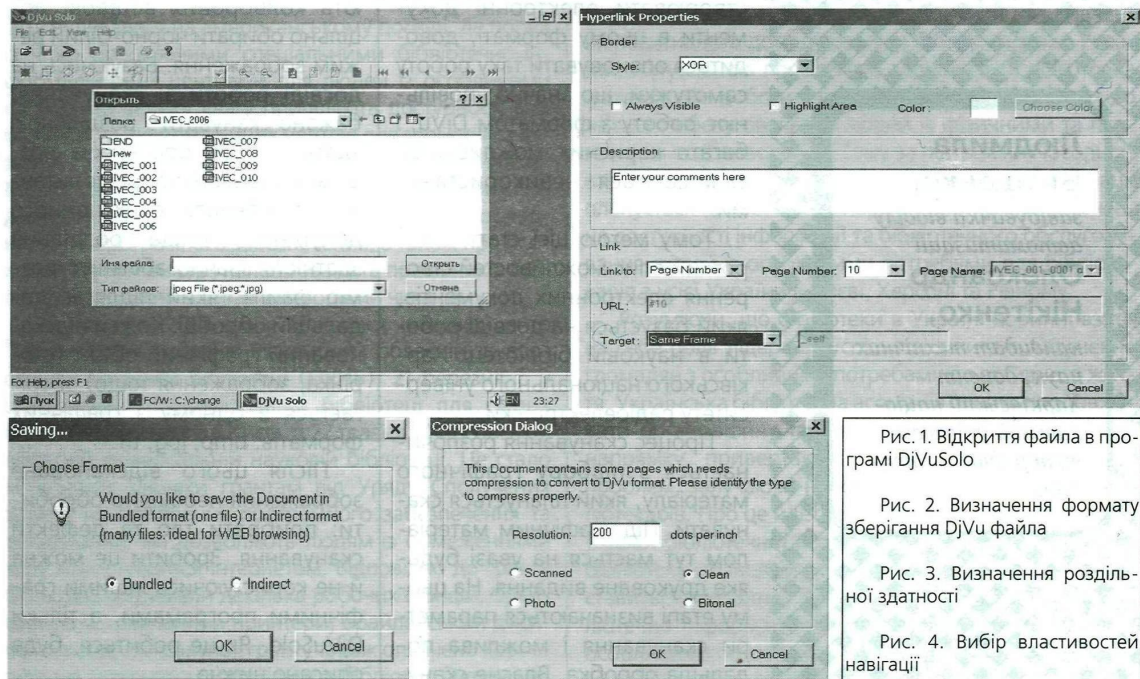 DjVu Solo
File Edit View Help
Открыть
Папка: IVEC_2006
END
new
IVEC_001
IVEC_002
IVEC_003
IVEC_004
IVEC_005
IVEC_006
IVEC_007
IVEC_008
IVEC_009
IVEC_010
Имя файла:
Открыть
Тип файлов: jpeg File (*.jpeg;*.jpg)
Отмена
For Help, press F1
Пуск FC/W: C:\change DjVu Solo EN 23:27
Hyperlink Properties
Border
Style: XOR
Always Visible Highlight Area Color: Choose Color
Description
Enter your comments here
Link
Link to: Page Number Page Number: 10 Page Name: IVEC_001_0001.d
URL: #10
Target: Same Frame _self
OK Cancel
Saving...
Choose Format
Would you like to save the Document in
Bundled format (one file) or Indirect format
(many files: ideal for WEB browsing)
Bundled Indirect
OK Cancel
Compression Dialog
This Document contains some pages which needs
compression to convert to DjVu format. Please identify the type
to compress properly.
Resolution: 200 dots per inch
Scanned Clean
Photo Bitonal
OK Cancel
Рис. 1. Відкриття файла в про-
грамі DjVuSolo
Рис. 2. Визначення формату
зберігання DjVu файла
Рис. 3. Визначення роздiль-
ної здатності
Рис. 4. Вибір властивостей
навігації